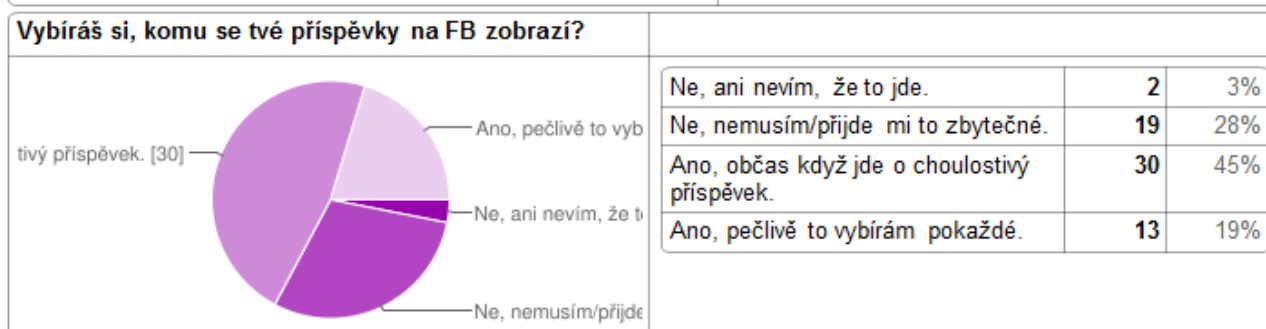 Vybíráš si, komu se tvé příspěvky na FB zobrazí?
Ano, pečlivě to vyb
tivý příspěvek. [30]
Ne, ani nevím, že t
Ne, nemusím/přijde
Ne, ani nevím, že to jde. 2 3%
Ne, nemusím/přijde mi to zbytečné. 19 28%
Ano, občas když jde o choulostivý
příspěvek. 30 45%
Ano, pečlivě to vybírám pokaždé. 13 19%